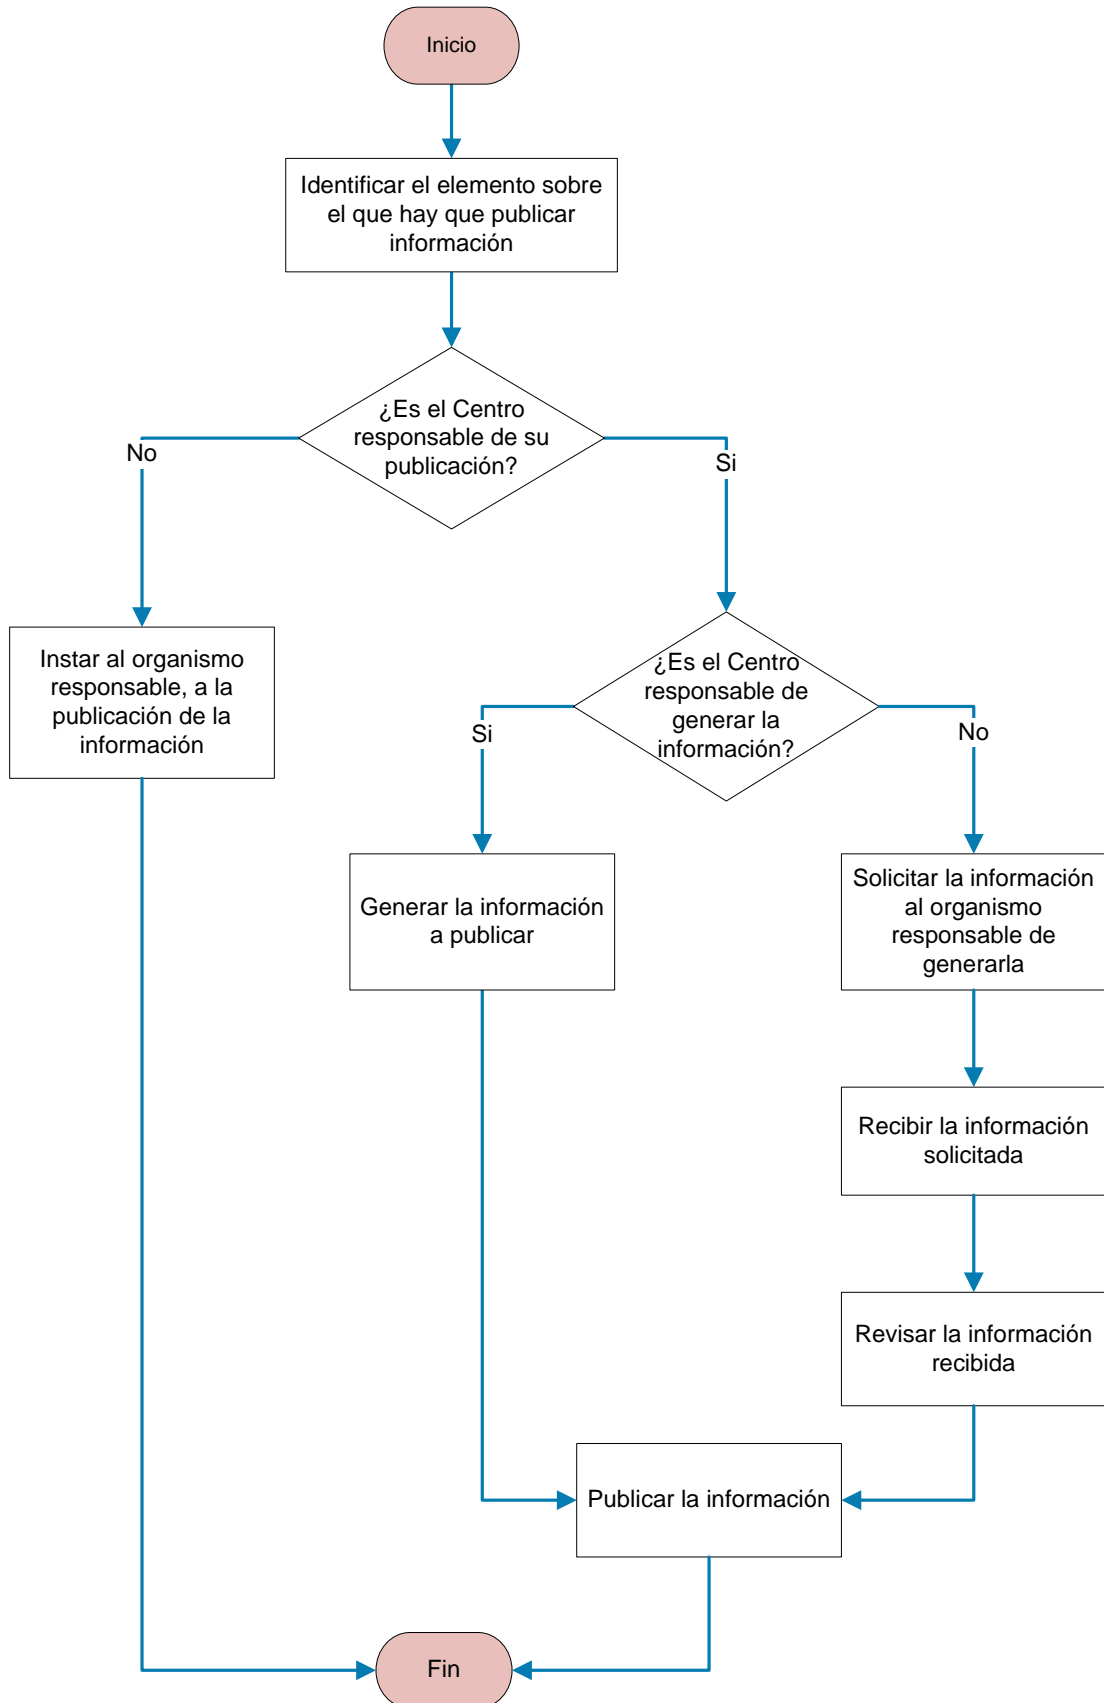 Inicio
Identificar el elemento sobre
el que hay que publicar
información
¿Es el Centro
responsable de su
publicación?
No
Si
Instar al organismo
responsable, a la
publicación de la
información
¿Es el Centro
responsable de
generar la
información?
Si
No
Generar la información
a publicar
Solicitar la información
al organismo
responsable de
generarla
Recibir la información
solicitada
Revisar la información
recibida
Publicar la información
Fin